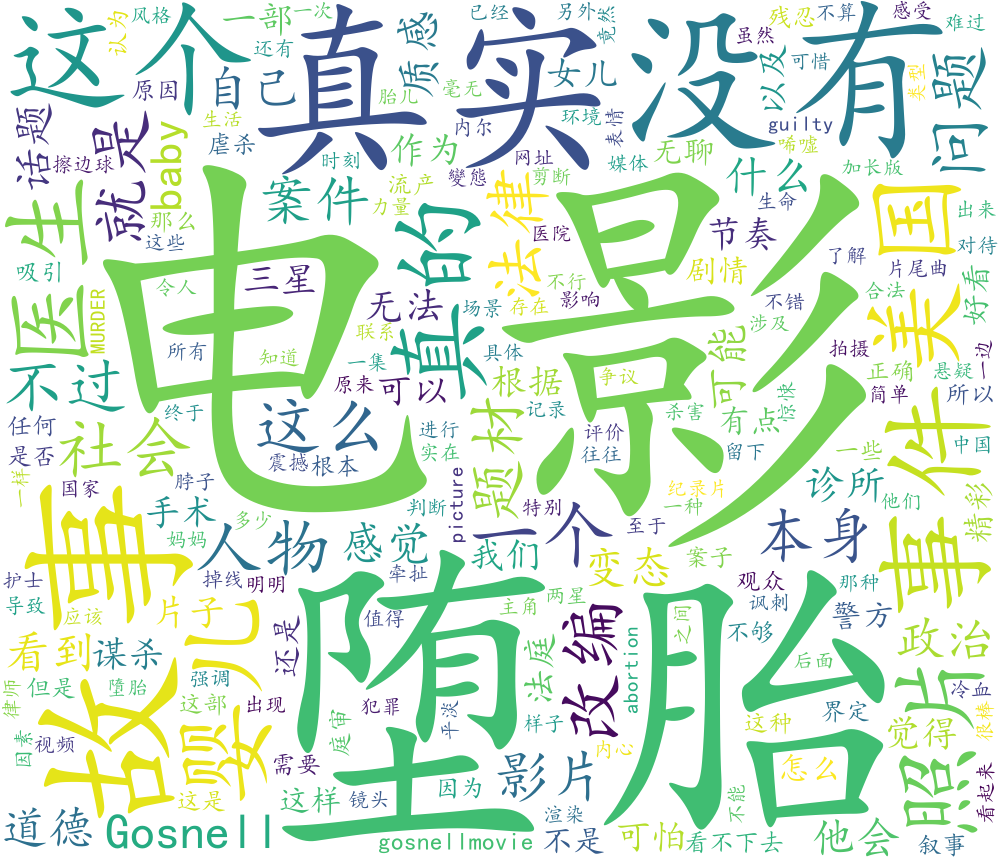 这个
真实
没有
电影
堕胎
故事
风格
一部
一次
已经
另外
竟然
残忍
不算
感受
难过
认为
还有
质感
女儿
虽然
以及
可惜
类型
原因
自己
胎儿
毫无
环境
表情
问题
话题
擦边球
就是
baby
生活
虐杀
内尔
guilty
唏嘘
时刻
作为
网址
媒体
无聊
什么
加长版
案件
流产
變態
剪断
生命
美国
出来
医生
那么
力量
这些
真的
法律
医院
节奏
了解
对待
片尾曲
吸引
三星
不行
剧情
合法
好看
MURDER
令人
无法
场景
存在
影响
不错
涉及
联系
拍摄
所有
知道
一集
具体
可能
正确
悬疑
一边
不过
原来
可以
根据
争议
杀害
惊悚
简单
所以
终于
这么
记录
有点
事件
任何
社会
进行
题材
评价
一些
中国
是否
震撼
根本
实在
往往
留下
一样
国家
脖子
picture
纪录片
诊所
他们
精彩
手术
多少
判断
特别
一种
妈妈
人物
感觉
一个
至于
本身
我们
案子
护士
掉线
明明
牵扯
变态
观众
那种
导致
应该
片子
婴儿
值得
主角
两星
改编
之间
讽刺
警方
照片
看到
谋杀
还是
abortion
不够
政治
律师
但是
堕胎
强调
法庭
后面
冷血
因素
视频
这部
出现
庭审
犯罪
平淡
样子
这种
界定
觉得
很棒
内心
需要
影片
怎么
看起来
这是
这样
镜头
因为
渲染
不能
道德
Gosnell
gosnellmovie
不是
可怕
看不下去
他会
叙事